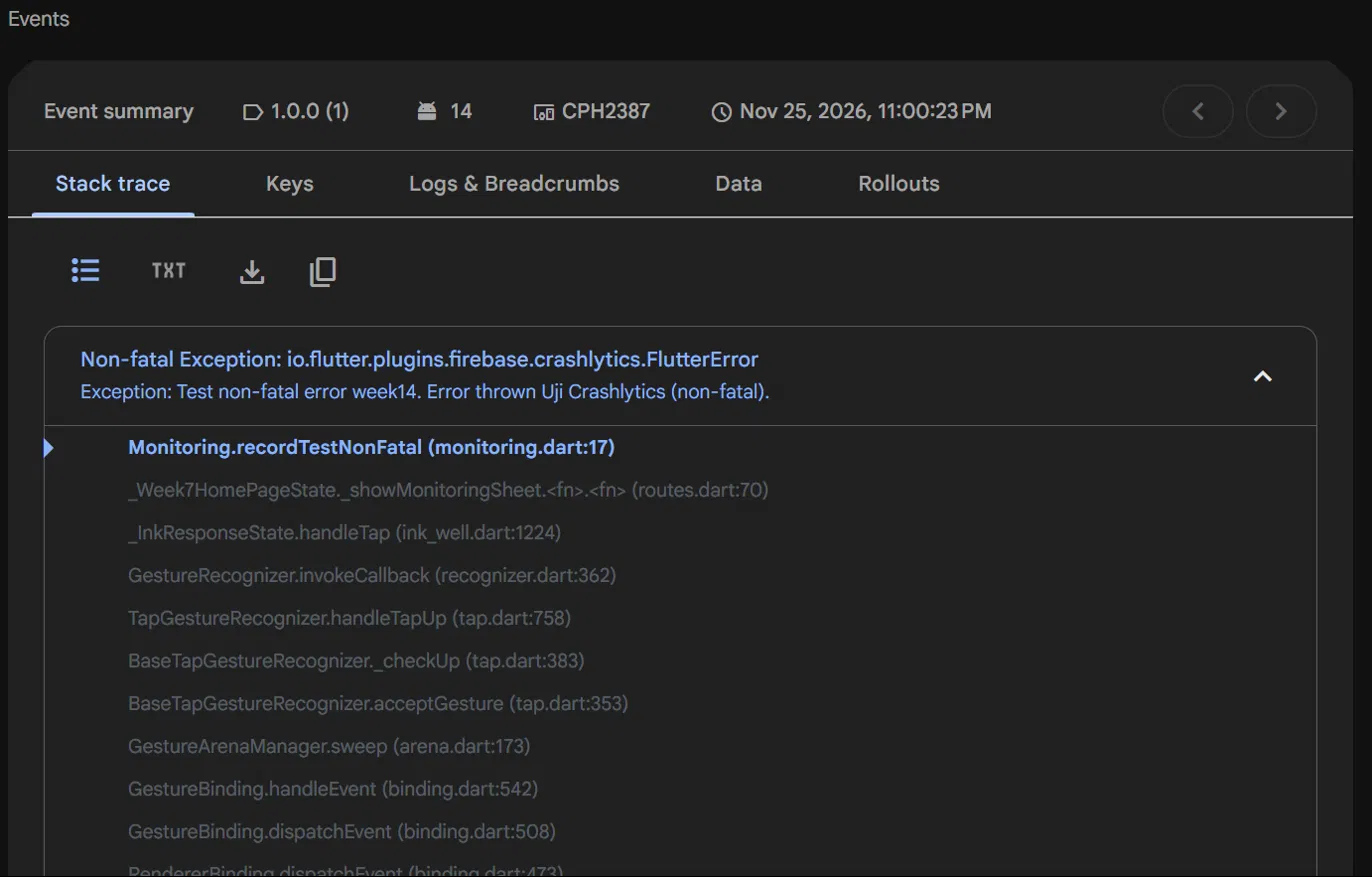 Events
Event summary 1.0.0 (1) 14 CPH2387 Nov 25, 2026, 11:00:23 PM
Stack trace Keys Logs & Breadcrumbs Data Rollouts
TXT
Non-fatal Exception: io.flutter.plugins.firebase.crashlytics.FlutterError
Exception: Test non-fatal error week14. Error thrown Uji Crashlytics (non-fatal).
Monitoring.recordTestNonFatal (monitoring.dart:17)
_Week7HomePageState._showMonitoringSheet.<fn>.<fn> (routes.dart:70)
_InkResponseState.handleTap (ink_well.dart:1224)
GestureRecognizer.invokeCallback (recognizer.dart:362)
TapGestureRecognizer.handleTapUp (tap.dart:758)
BaseTapGestureRecognizer._checkUp (tap.dart:383)
BaseTapGestureRecognizer.acceptGesture (tap.dart:353)
GestureArenaManager.sweep (arena.dart:173)
GestureBinding.handleEvent (binding.dart:542)
GestureBinding.dispatchEvent (binding.dart:508)
RendererBinding.dispatchEvent (binding.dart:473)